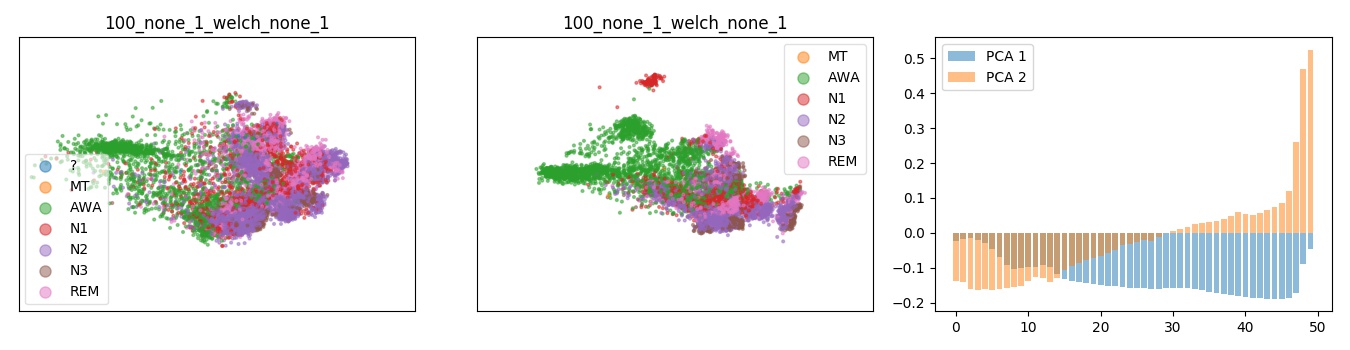 100_none_1_welch_none_1
?
MT
AWA
N1
N2
N3
REM
100_none_1_welch_none_1
MT
AWA
N1
N2
N3
REM
PCA 1
PCA 2
0.5
0.4
0.3
0.2
0.1
0.0
−0.1
−0.2
0 10 20 30 40 50